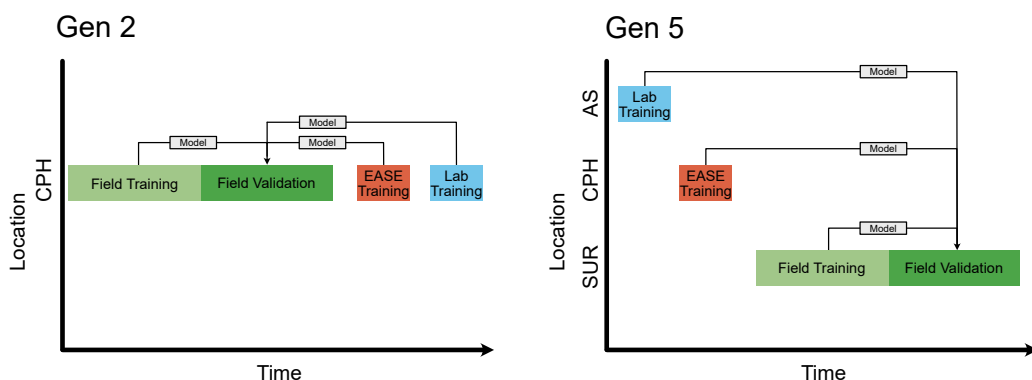 Gen 2
Location
CPH
Model
Model
Model
Field Training
Field Validation
EASE
Training
Lab
Training
Time
Gen 5
Location
AS
CPH
SUR
Model
Lab
Training
Model
EASE
Training
Model
Field Training
Field Validation
Time